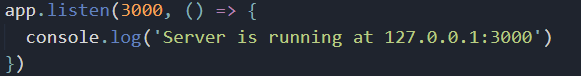 app.listen(3000, () => {
  console.log('Server is running at 127.0.0.1:3000')
})